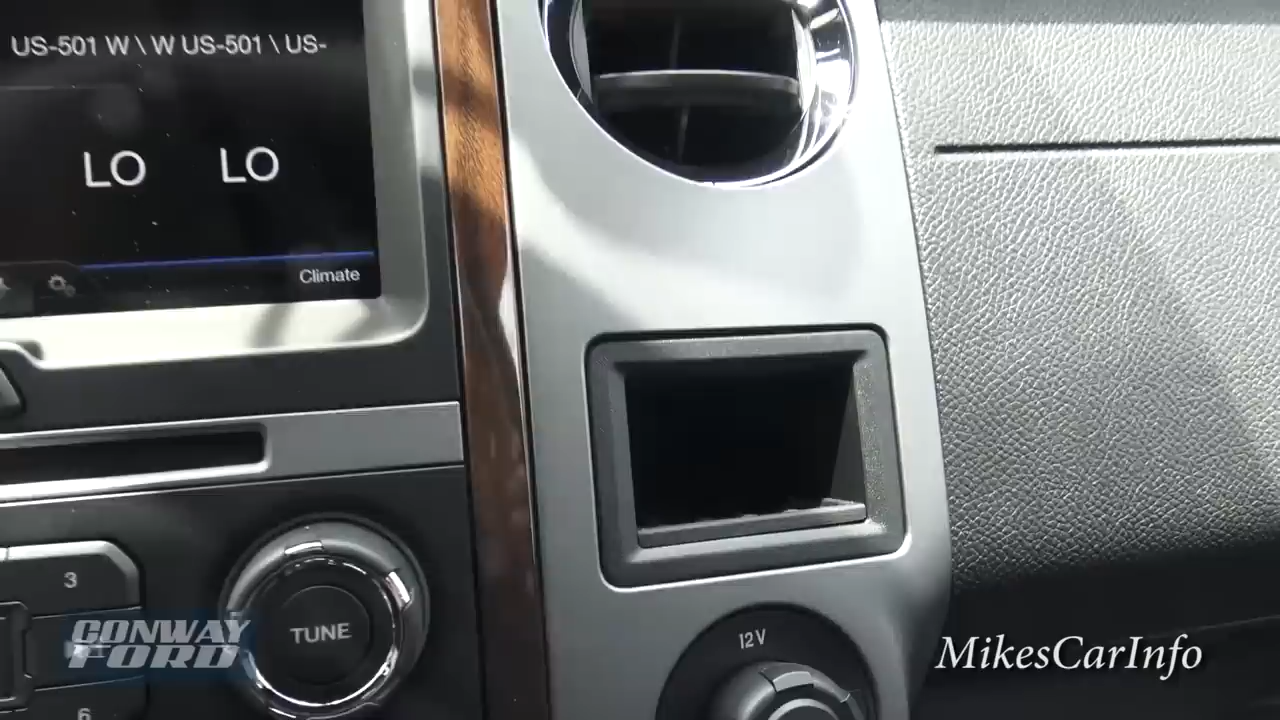 US-501 W \ W US-501 \ US-
LO LO
Climate
3
TUNE
12V
6
CONWAY
FORD
MikesCarInfo